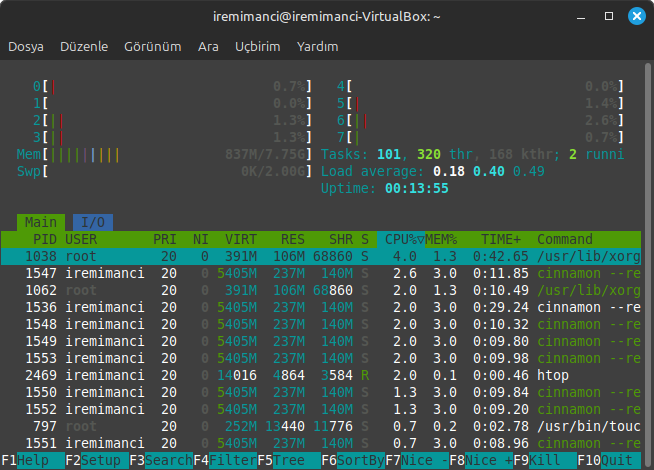 iremimanci@iremimanci-VirtualBox: ~
Dosya Düzenle Görünüm Ara Uçbirim Yardım
0[| 0.7%] 4[ 0.0%]
1[ 0.0%] 5[| 1.4%]
2[|| 1.3%] 6[|| 2.6%]
3[|| 1.3%] 7[| 0.7%]
Mem[||||||||| 837M/7.75G] Tasks: 101, 320 thr, 168 kthr; 2 runni
Swp[ 0K/2.00G] Load average: 0.18 0.40 0.49
Uptime: 00:13:55
Main I/O
PID USER PRI NI VIRT RES SHR S CPU%▽MEM% TIME+ Command
1038 root 20 0 391M 106M 68860 S 4.0 1.3 0:42.65 /usr/lib/xorg
1547 iremimanci 20 0 5405M 237M 140M S 2.6 3.0 0:11.85 cinnamon --re
1062 root 20 0 391M 106M 68860 S 2.0 1.3 0:10.49 /usr/lib/xorg
1536 iremimanci 20 0 5405M 237M 140M S 2.0 3.0 0:29.24 cinnamon --re
1548 iremimanci 20 0 5405M 237M 140M S 2.0 3.0 0:10.32 cinnamon --re
1549 iremimanci 20 0 5405M 237M 140M S 2.0 3.0 0:09.80 cinnamon --re
1553 iremimanci 20 0 5405M 237M 140M S 2.0 3.0 0:09.98 cinnamon --re
2469 iremimanci 20 0 14016 4864 3584 R 2.0 0.1 0:00.46 htop
1550 iremimanci 20 0 5405M 237M 140M S 1.3 3.0 0:09.84 cinnamon --re
1552 iremimanci 20 0 5405M 237M 140M S 1.3 3.0 0:09.20 cinnamon --re
797 root 20 0 252M 13440 11776 S 0.7 0.2 0:02.78 /usr/bin/touc
1551 iremimanci 20 0 5405M 237M 140M S 0.7 3.0 0:08.96 cinnamon --re
F1Help F2Setup F3SearchF4FilterF5Tree F6SortByF7Nice -F8Nice +F9Kill F10Quit